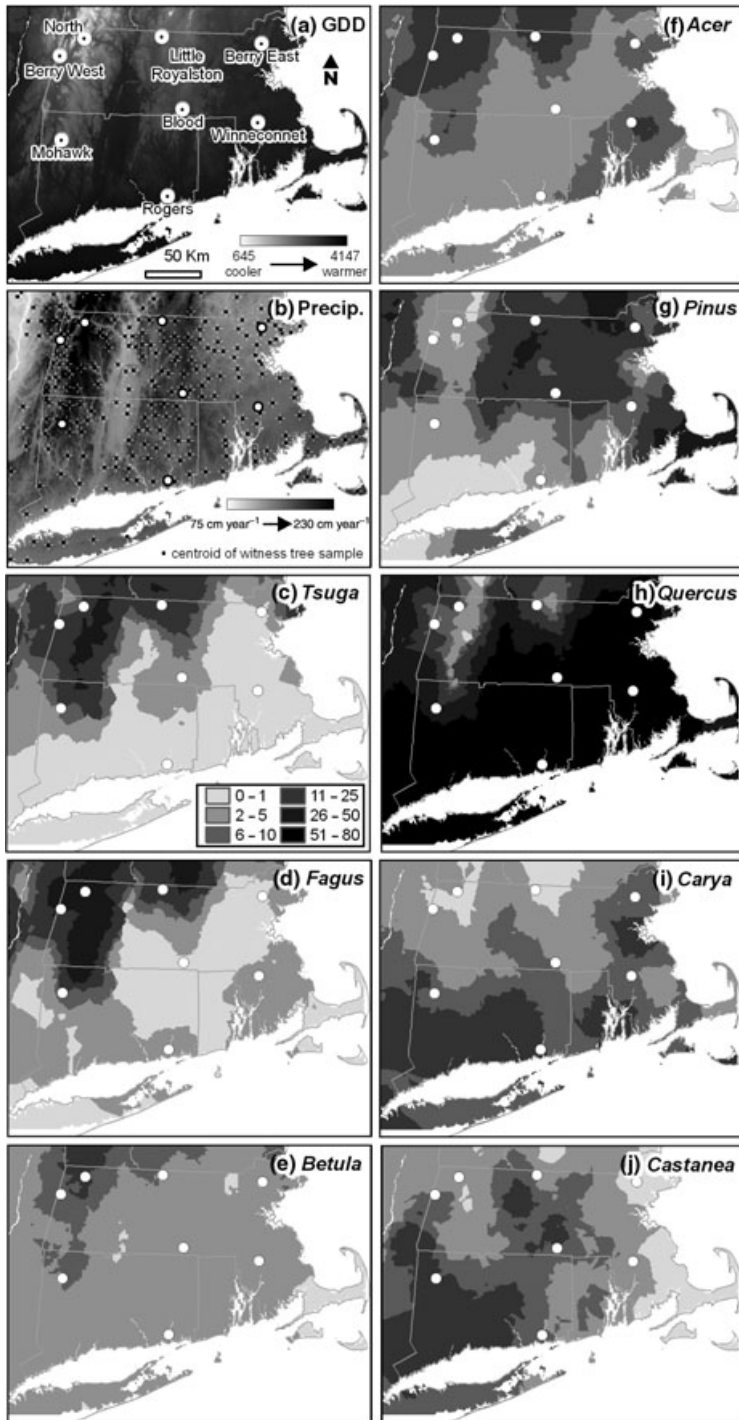 (a) GDD
North
Little
Royalston
Berry East
Berry West
N
Blood
Winneconnet
Mohawk
Rogers
50 Km
645
4147
cooler
warmer
(b) Precip.
75 cm year⁻¹
230 cm year⁻¹
• centroid of witness tree sample
(c) Tsuga
0 – 1
11 – 25
2 – 5
26 – 50
6 – 10
51 – 80
(d) Fagus
(e) Betula
(f) Acer
(g) Pinus
(h) Quercus
(i) Carya
(j) Castanea